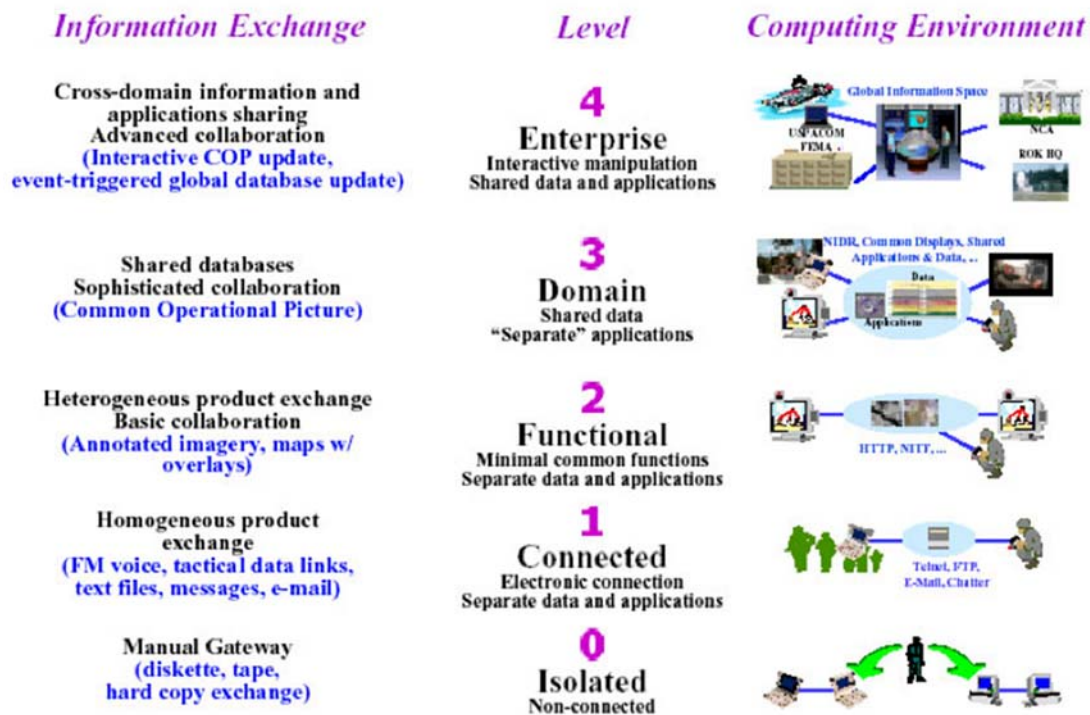 Information Exchange
Level
Computing Environment
Cross-domain information and
applications sharing
Advanced collaboration
(Interactive COP update,
event-triggered global database update)
4
Enterprise
Interactive manipulation
Shared data and applications
Global Information Space
USPACOM
FEMA
NCA
ROK HQ
Shared databases
Sophisticated collaboration
(Common Operational Picture)
3
Domain
Shared data
“Separate” applications
NIDR, Common Displays, Shared
Applications & Data, ...
Data
Applications
Heterogeneous product exchange
Basic collaboration
(Annotated imagery, maps w/
overlays)
2
Functional
Minimal common functions
Separate data and applications
HTTP, NITF, ...
Homogeneous product
exchange
(FM voice, tactical data links,
text files, messages, e-mail)
1
Connected
Electronic connection
Separate data and applications
Telnet, FTP,
E-Mail, Chatter
Manual Gateway
(diskette, tape,
hard copy exchange)
0
Isolated
Non-connected